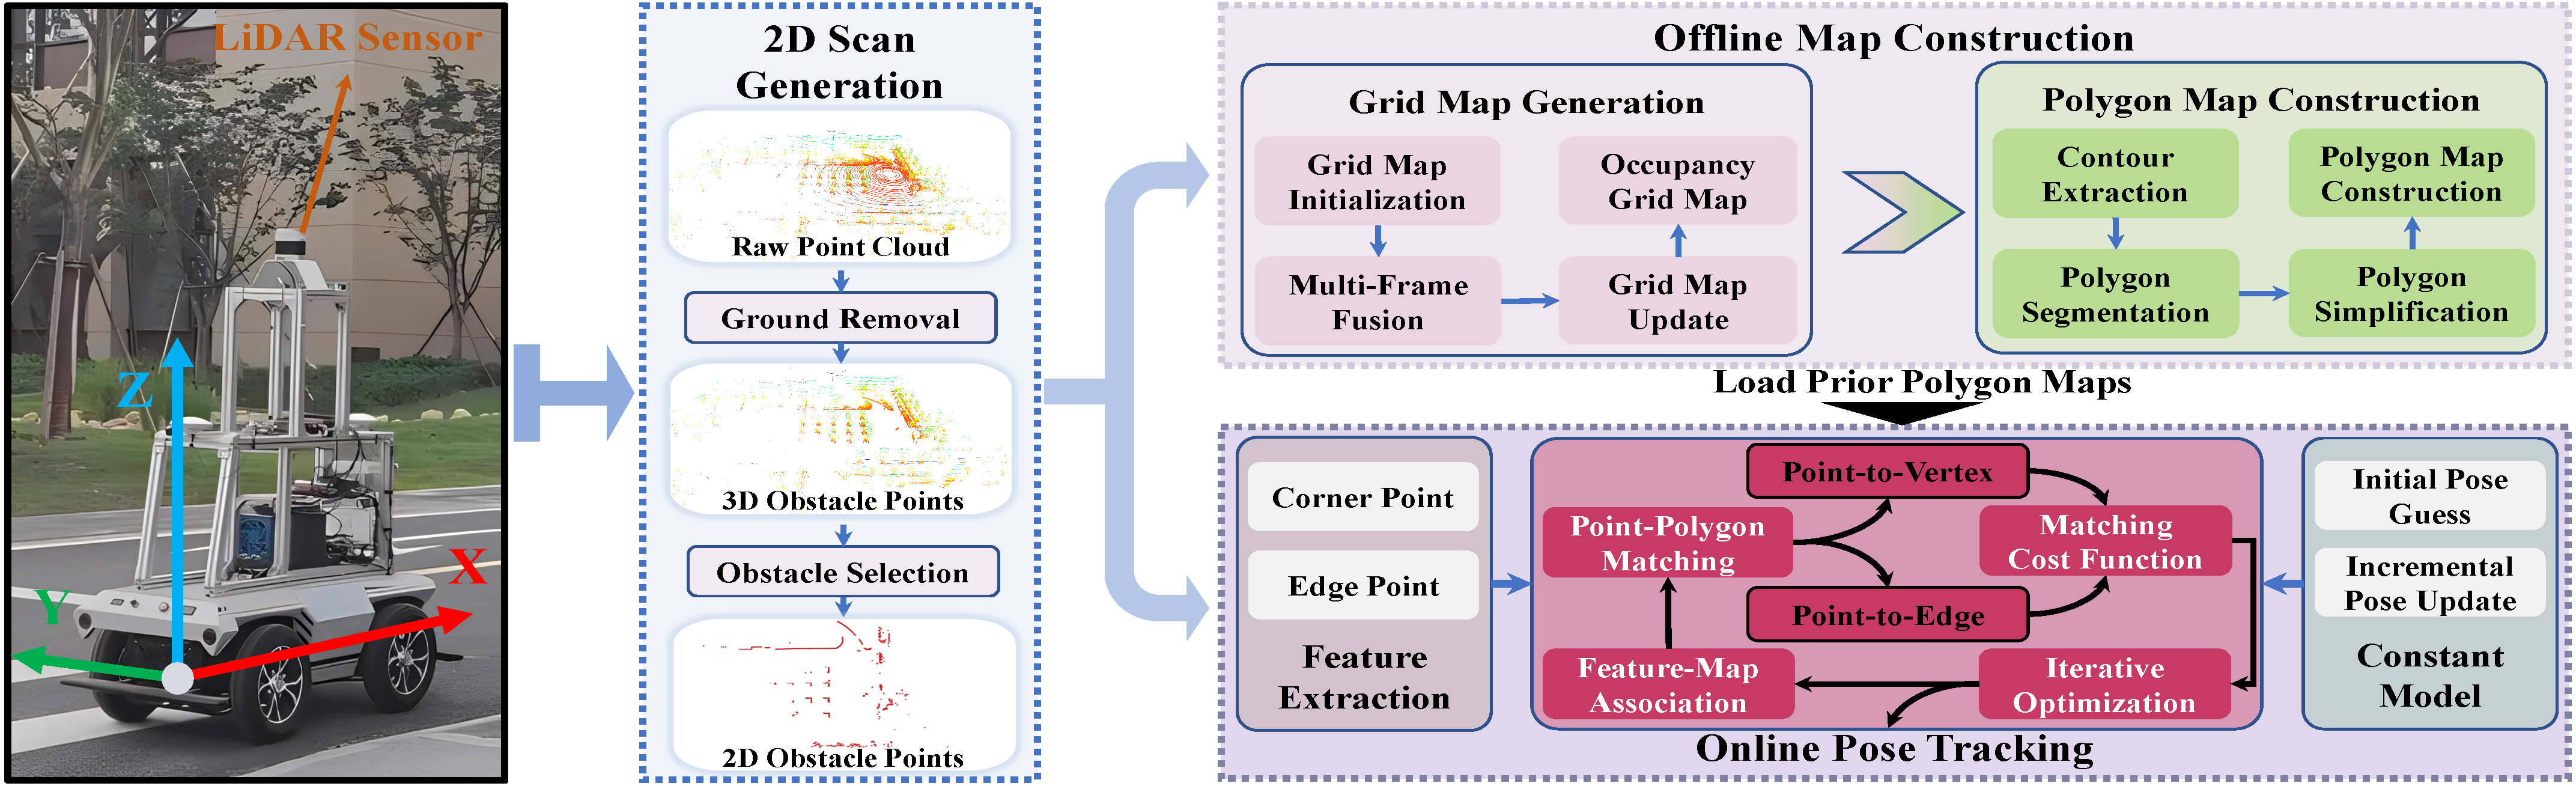 LiDAR Sensor
Z
Y
X
2D Scan
Generation
Raw Point Cloud
Ground Removal
3D Obstacle Points
Obstacle Selection
2D Obstacle Points
Offline Map Construction
Grid Map Generation
Grid Map
Initialization
Multi-Frame
Fusion
Grid Map
Update
Occupancy
Grid Map
Polygon Map Construction
Contour
Extraction
Polygon
Segmentation
Polygon
Simplification
Polygon Map
Construction
Load Prior Polygon Maps
Corner Point
Edge Point
Feature
Extraction
Point-to-Vertex
Point-Polygon
Matching
Matching
Cost Function
Point-to-Edge
Feature-Map
Association
Iterative
Optimization
Online Pose Tracking
Initial Pose
Guess
Incremental
Pose Update
Constant
Model